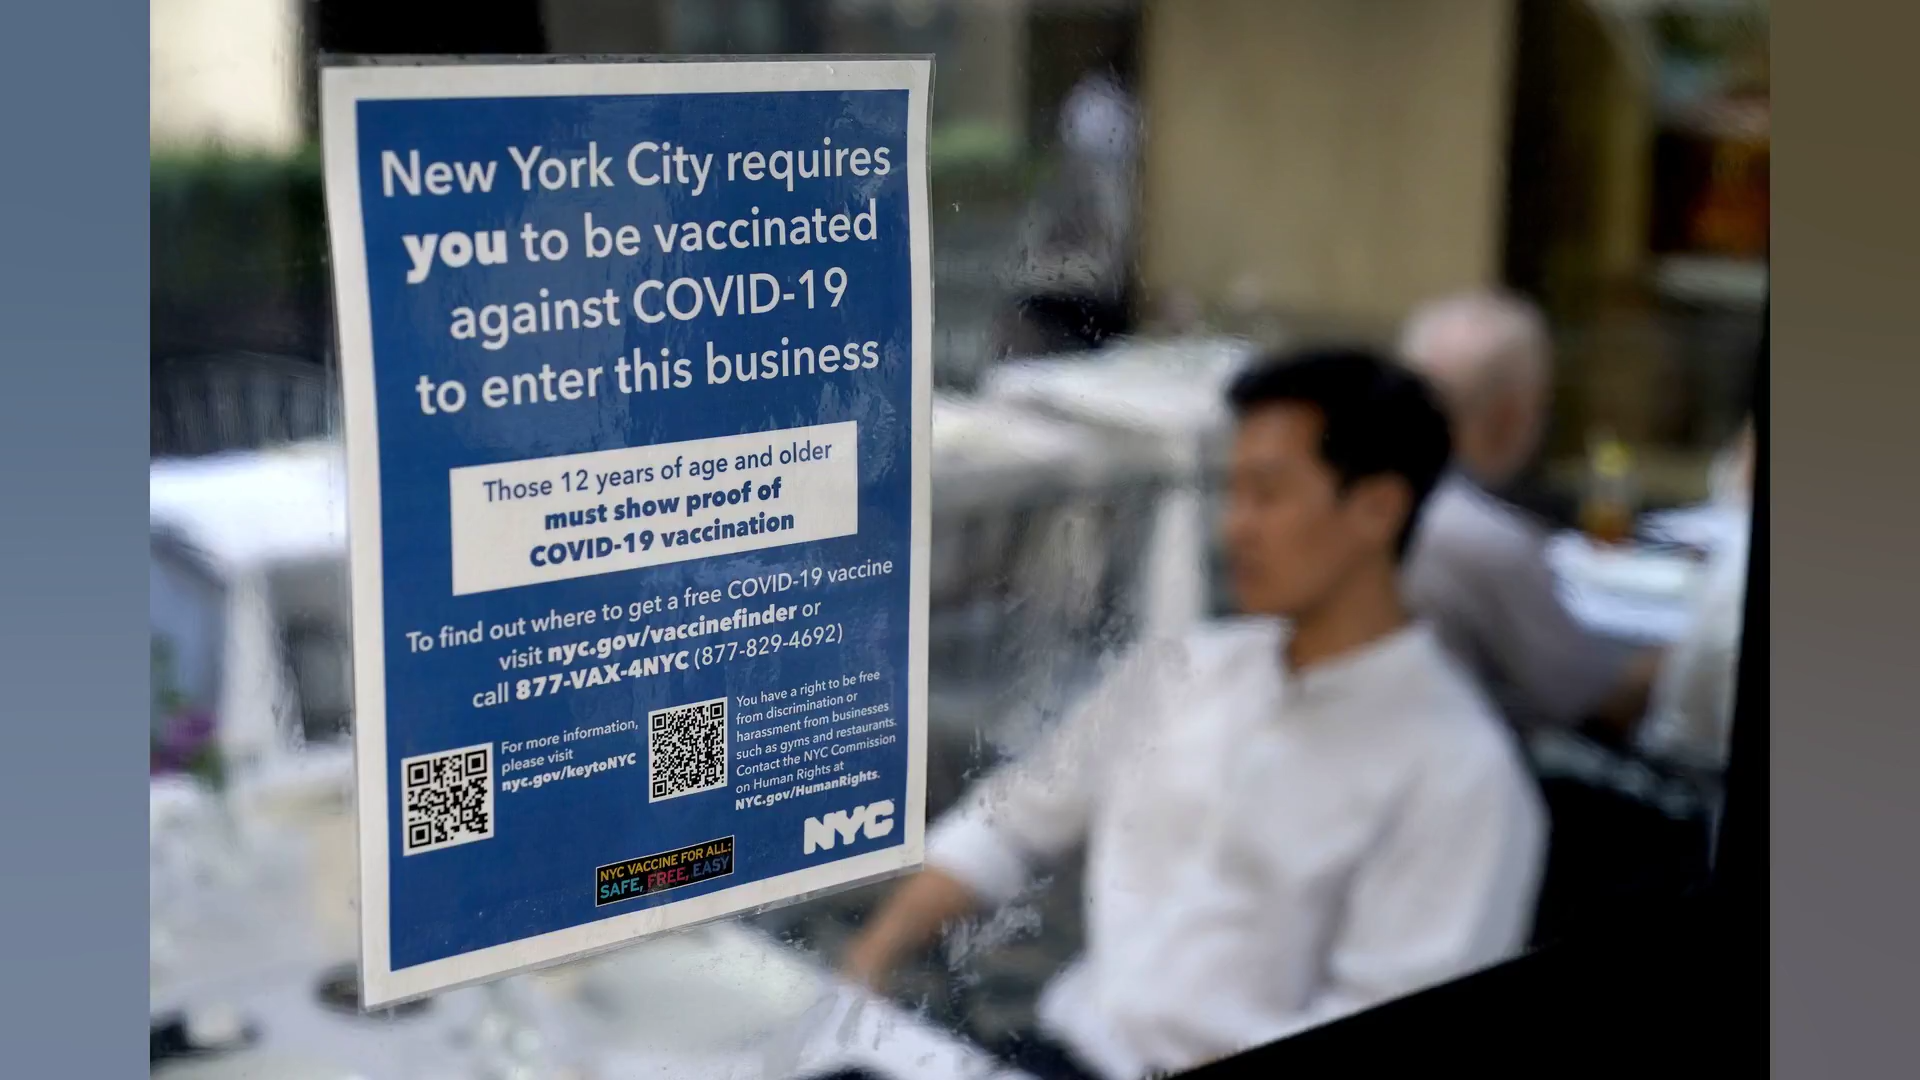 New York City requires
you to be vaccinated
against COVID-19
to enter this business
Those 12 years of age and older
must show proof of
COVID-19 vaccination
To find out where to get a free COVID-19 vaccine
visit nyc.gov/vaccinefinder or
call 877-VAX-4NYC (877-829-4692)
For more information,
please visit
nyc.gov/keytoNYC
You have a right to be free
from discrimination or
harassment from businesses
such as gyms and restaurants.
Contact the NYC Commission
on Human Rights at
NYC.gov/HumanRights.
NYC
NYC VACCINE FOR ALL:
SAFE, FREE, EASY